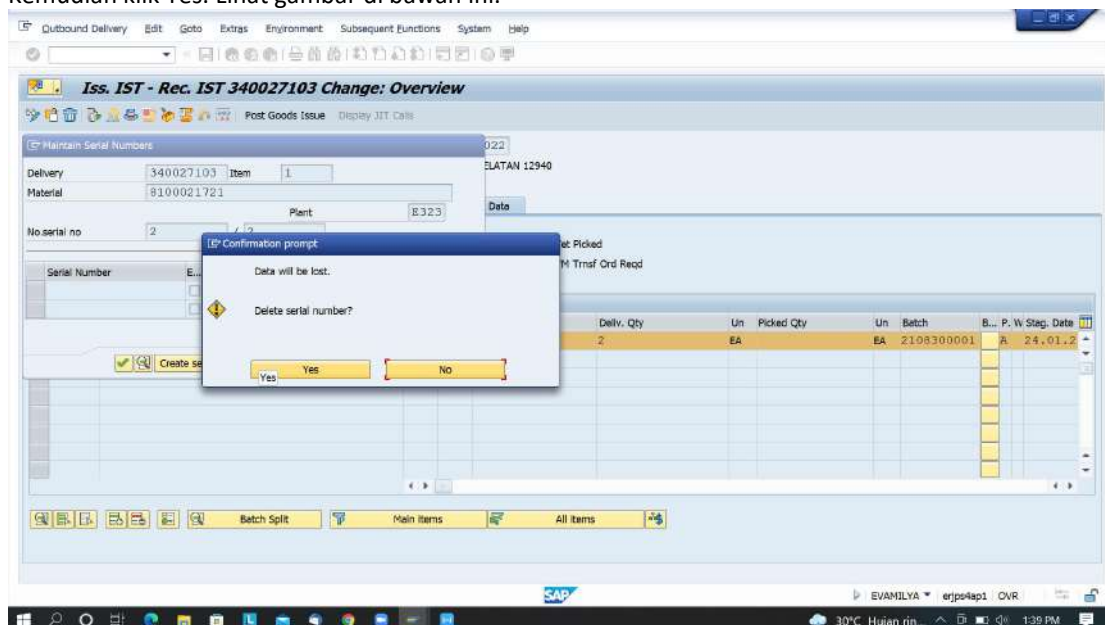 Kemudian klik Yes. Lihat gambar di bawah ini.
Outbound Delivery Edit Goto Extras Environment Subsequent Functions System Help
Iss. IST - Rec. IST 340027103 Change: Overview
Post Goods Issue Display JIT Calls
Maintain Serial Numbers
022
Delivery 340027103 Item 1
ELATAN 12940
Material 8100021721
Plant E323
Data
No.serial no 2 / 2
Confirmation prompt
et Picked
Serial Number E...
Data will be lost.
M Trnsf Ord Reqd
Delete serial number?
Deliv. Qty Un Picked Qty Un Batch B... P. W Stag. Date
2 EA EA 2108300001 A 24.01.2
Create se
Yes No
Yes
Batch Split Main items All items
SAP
EVAMILYA erjps4ap1 OVR
30°C Hujan rin... 1:39 PM